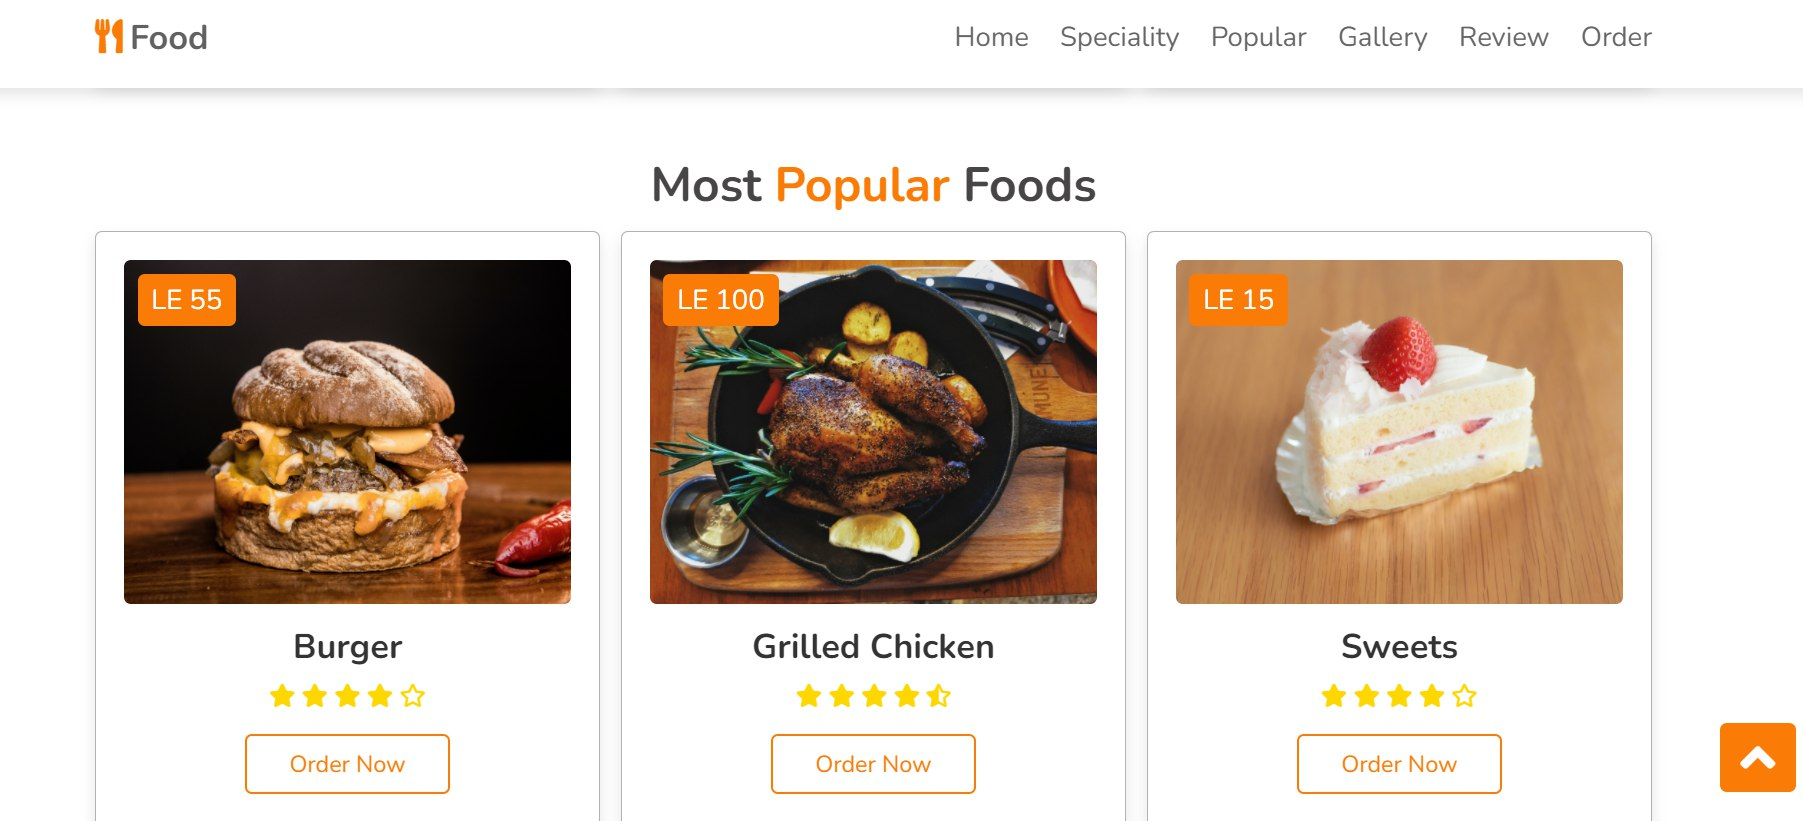 Food
Home Speciality Popular Gallery Review Order
Most Popular Foods
LE 55
LE 100
LE 15
MÜNE
Burger
Grilled Chicken
Sweets
Order Now
Order Now
Order Now